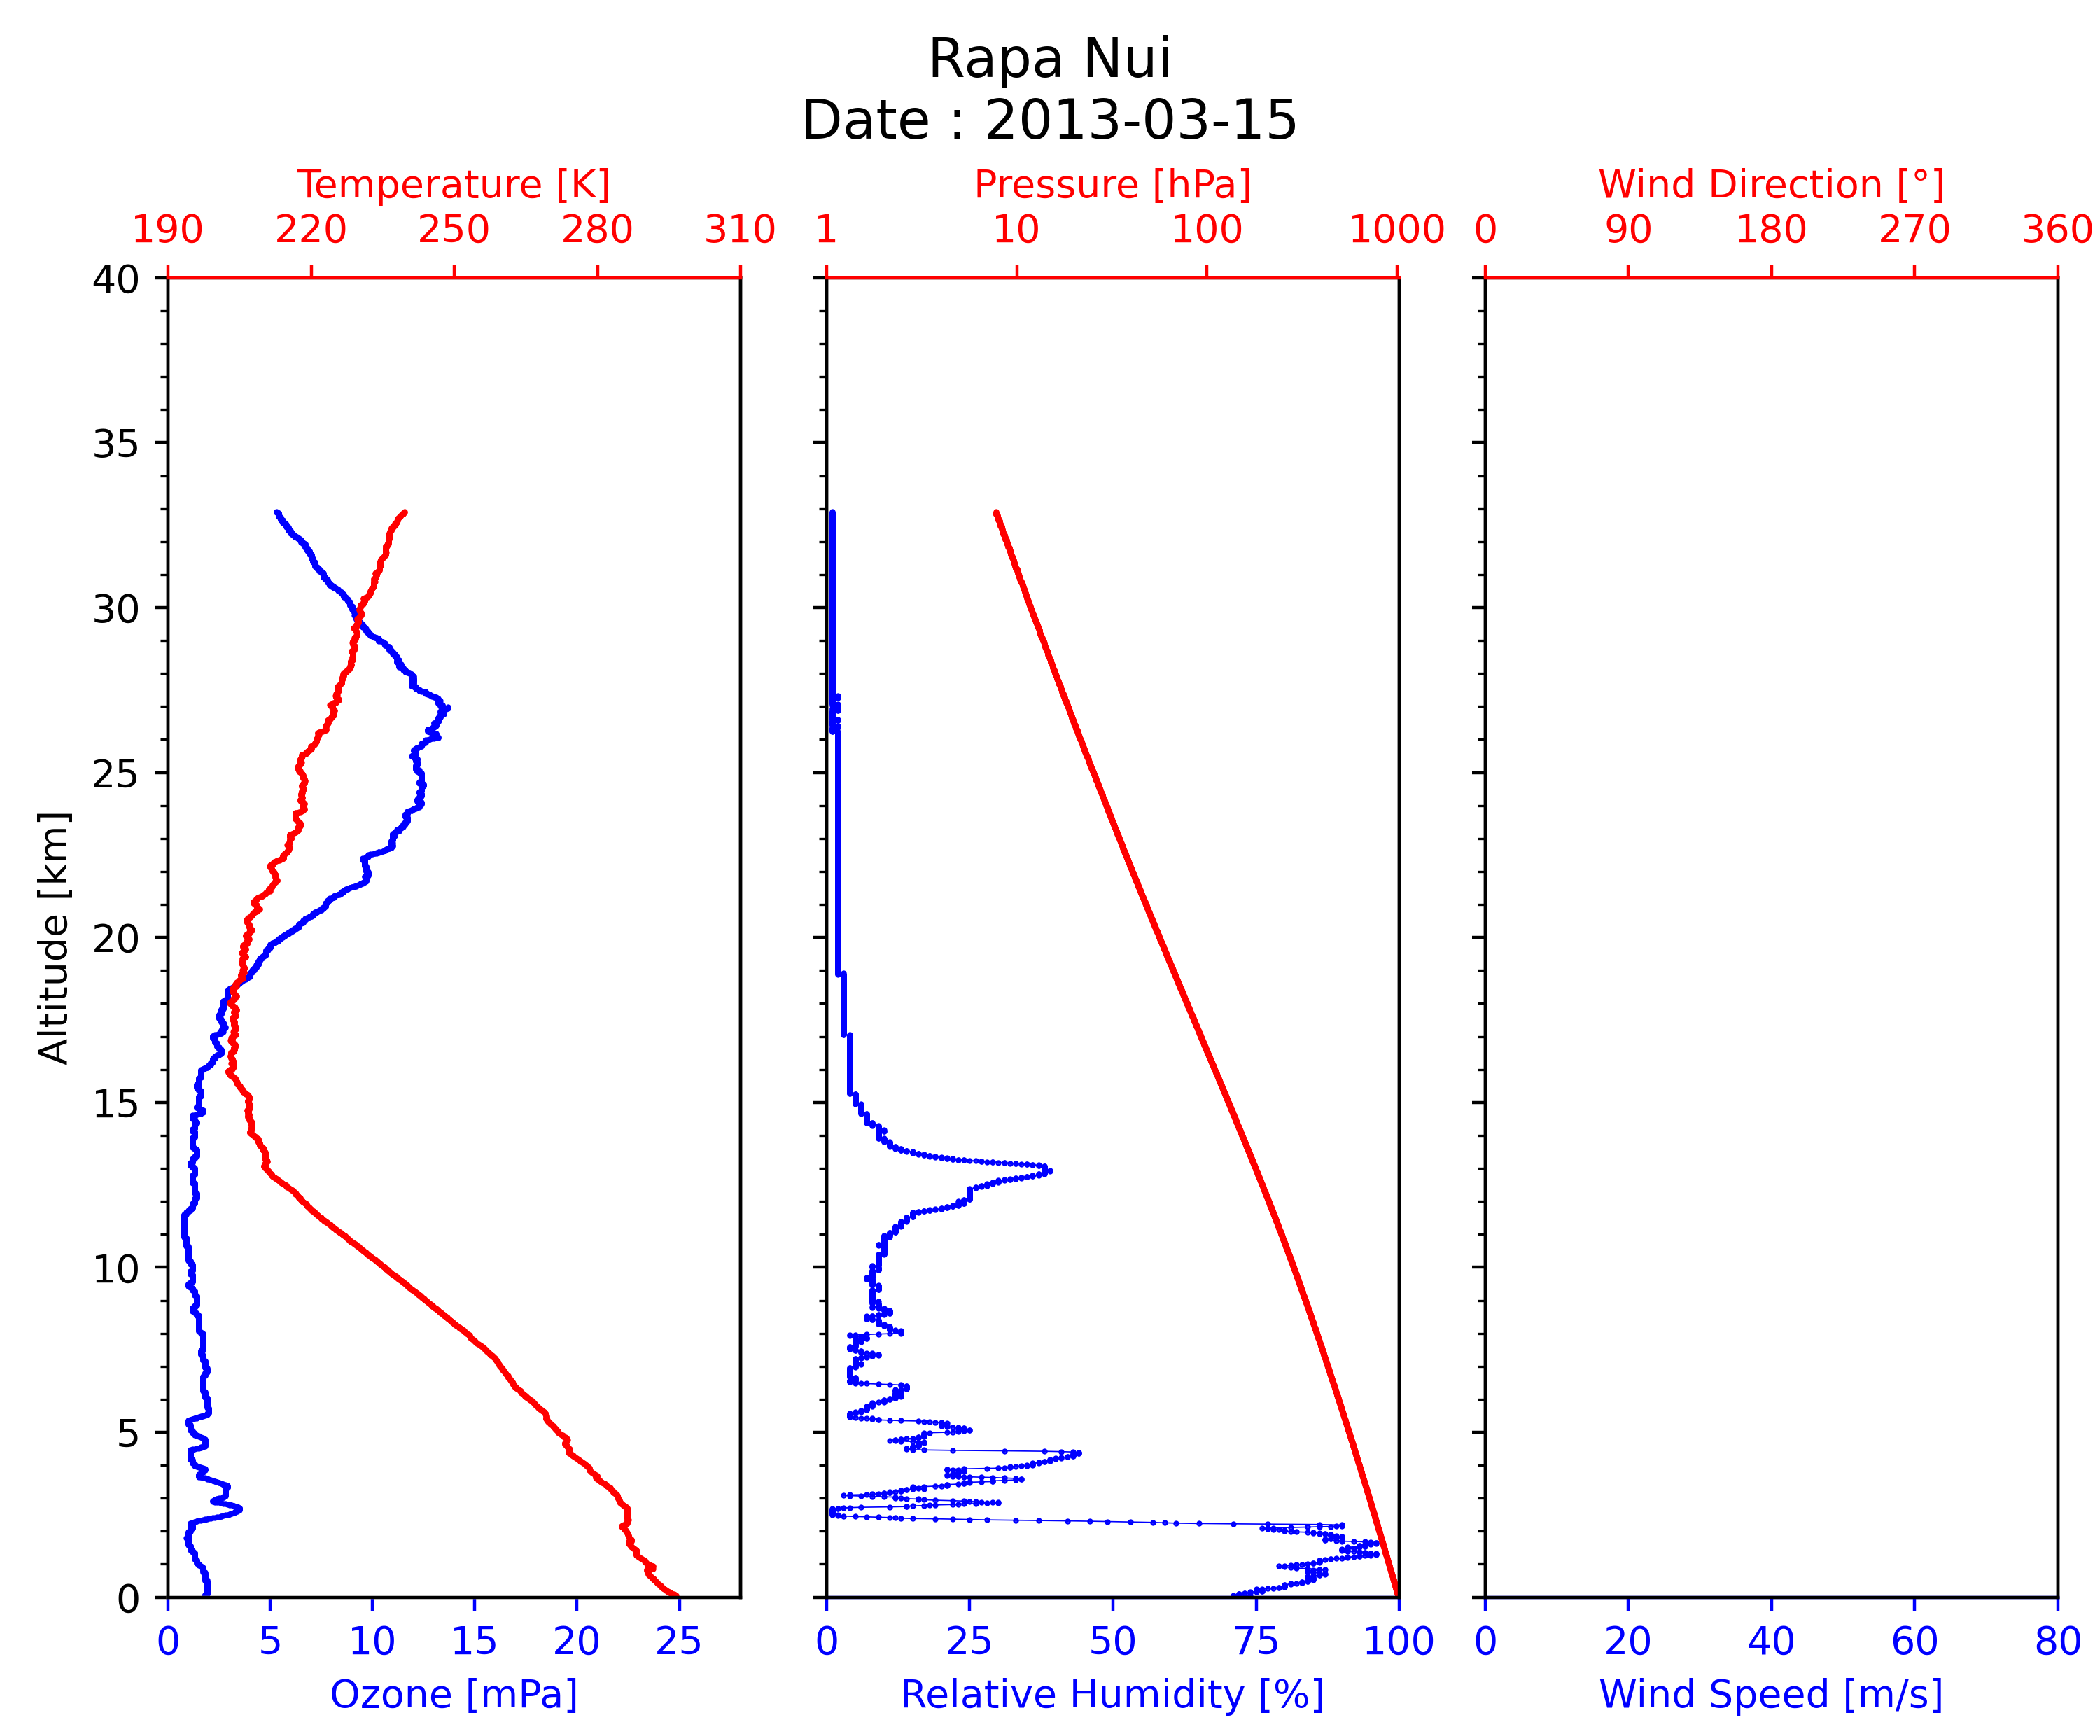 Rapa Nui
Date : 2013-03-15
Temperature [K] Pressure [hPa] Wind Direction [°]
190 220 250 280 310 1 10 100 1000 0 90 180 270 360
40
35
30
25
20
15
10
5
0
Altitude [km]
0 5 10 15 20 25 0 25 50 75 100 0 20 40 60 80
Ozone [mPa] Relative Humidity [%] Wind Speed [m/s]